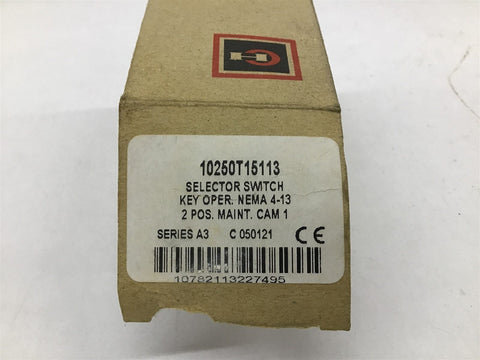 10250T15113
SELECTOR SWITCH
KEY OPER. NEMA 4-13
2 POS. MAINT. CAM 1
SERIES A3 C 050121 CE
10782113227495